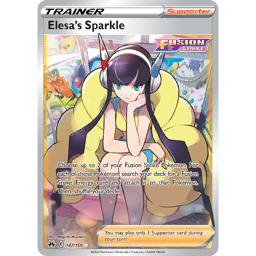 TRAINER Supporter
Elesa's Sparkle
FUSION
STRIKE
Choose up to 2 of your Fusion Strike Pokémon. For
each of those Pokémon, search your deck for a Fusion
Strike Energy card and attach it to that Pokémon.
Then, shuffle your deck.
You may play only 1 Supporter card during
your turn.